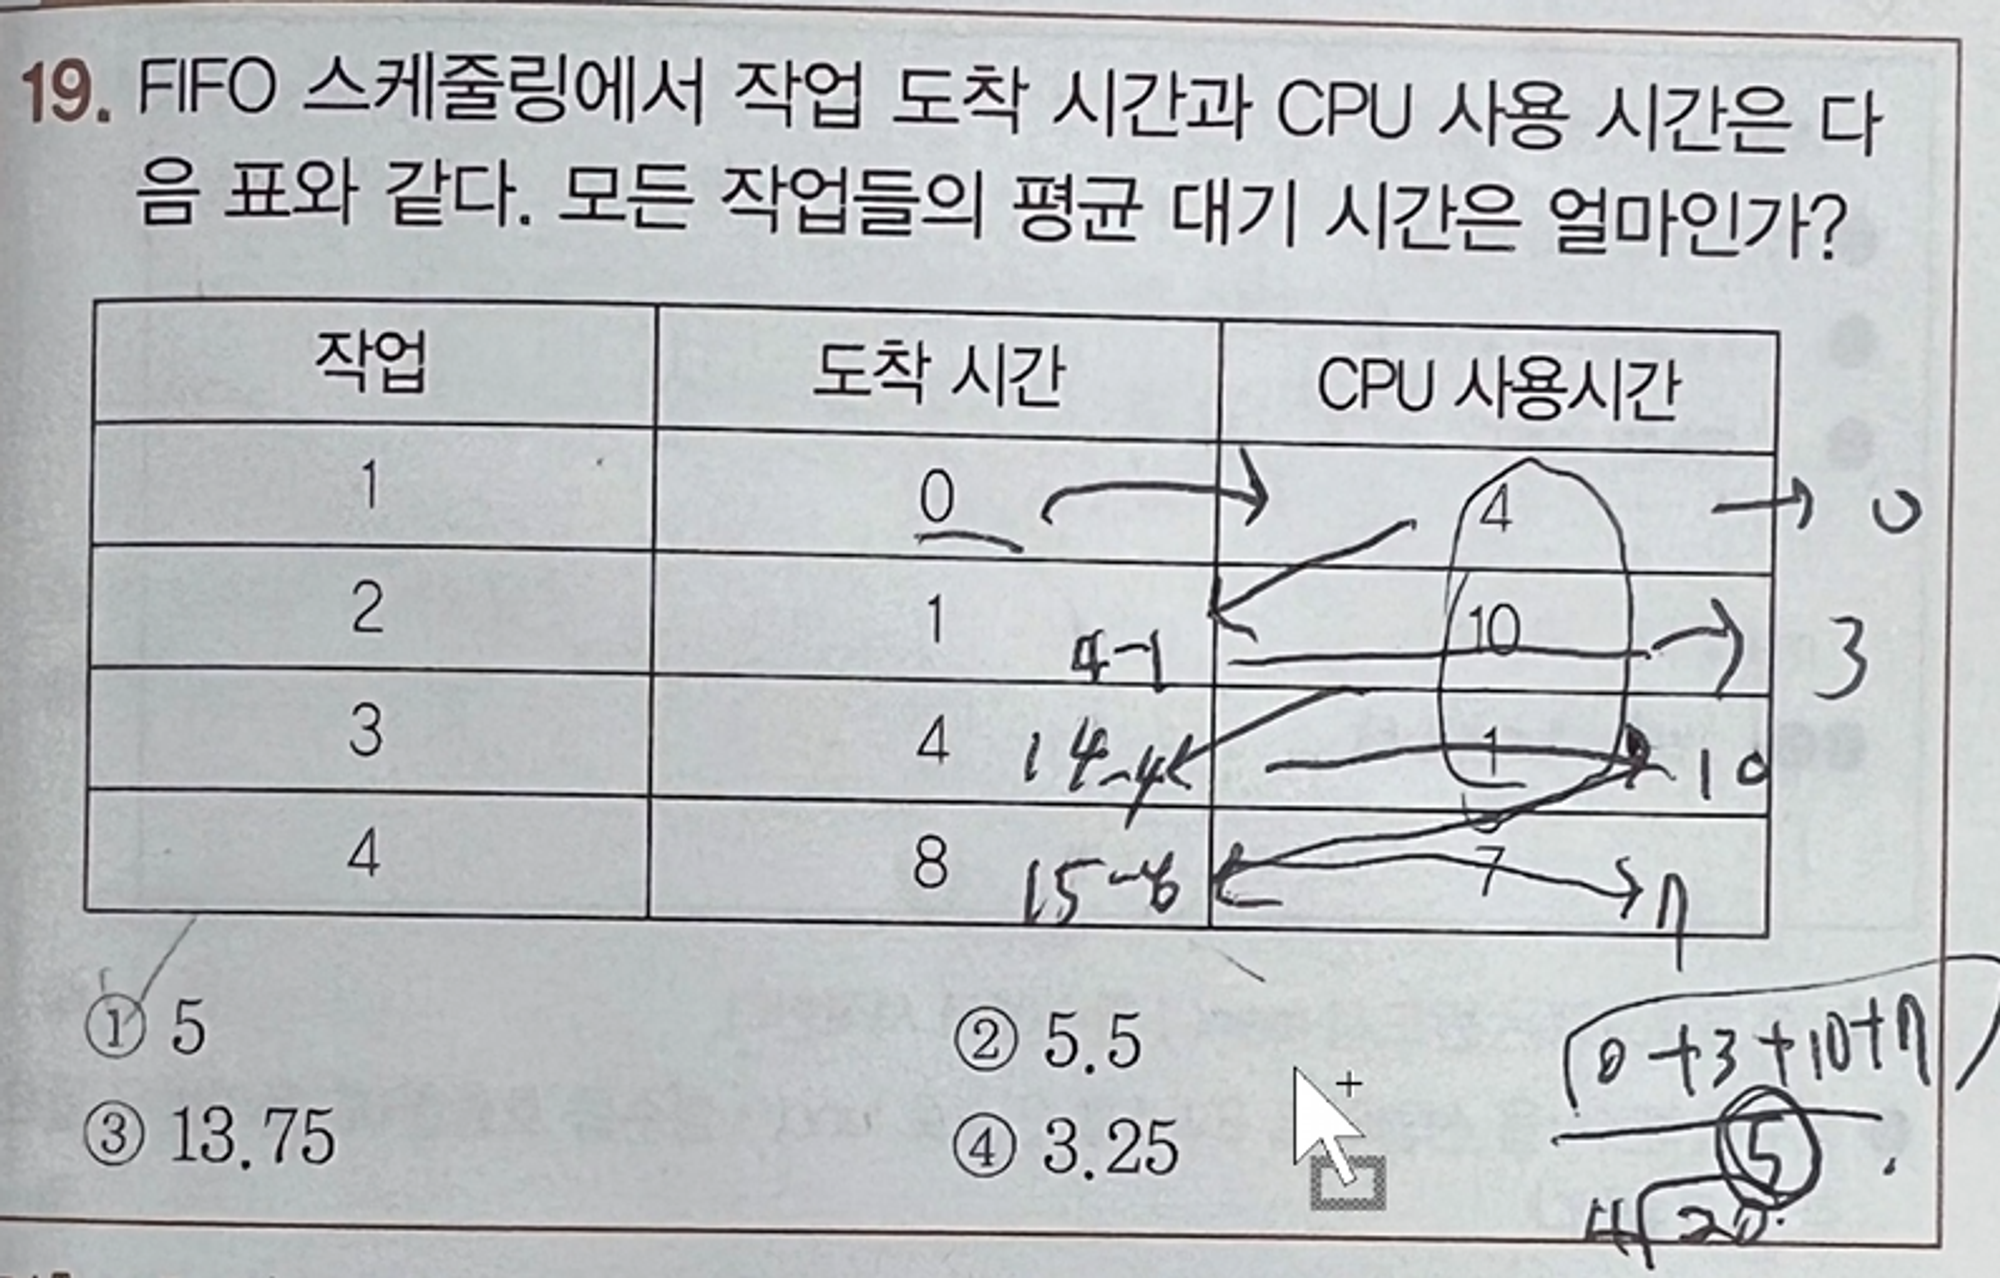 19. FIFO 스케줄링에서 작업 도착 시간과 CPU 사용 시간은 다
음 표와 같다. 모든 작업들의 평균 대기 시간은 얼마인가?
작업 도착 시간 CPU 사용시간
1 0 4 → 0
2 1 4-1 10 → 3
3 4 14-4 1 → 10
4 8 15-8 7 → 7
① 5 ② 5.5
③ 13.75 ④ 3.25
0+3+10+7
5
4 20